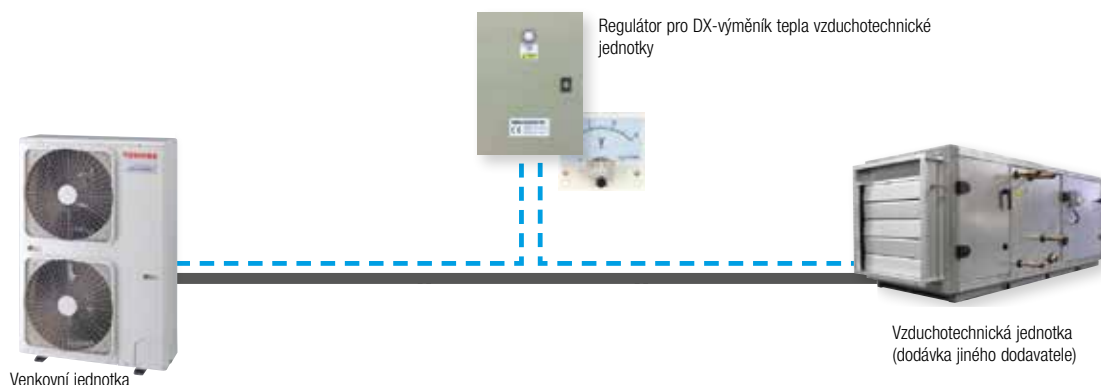 Regulátor pro DX-výměník tepla vzduchotechnické
jednotky
TOSHIBA
V
Vzduchotechnická jednotka
(dodávka jiného dodavatele)
Venkovní jednotka